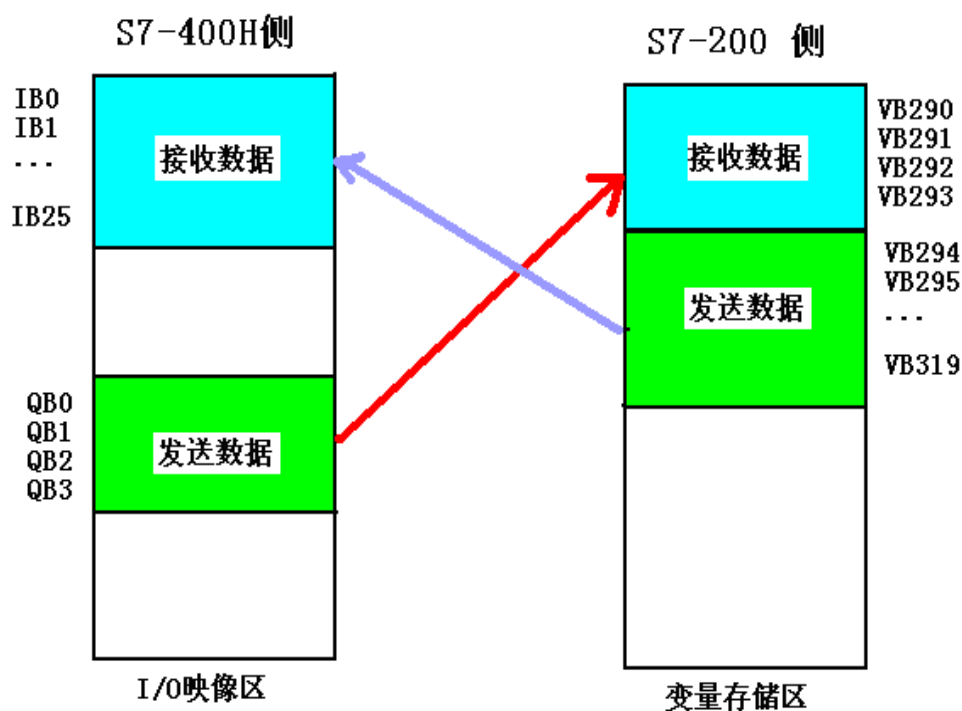 S7-400H侧
IB0
IB1
...
IB25
接收数据
QB0
QB1
QB2
QB3
发送数据
I/O映像区
S7-200 侧
接收数据
VB290
VB291
VB292
VB293
发送数据
VB294
VB295
...
VB319
变量存储区